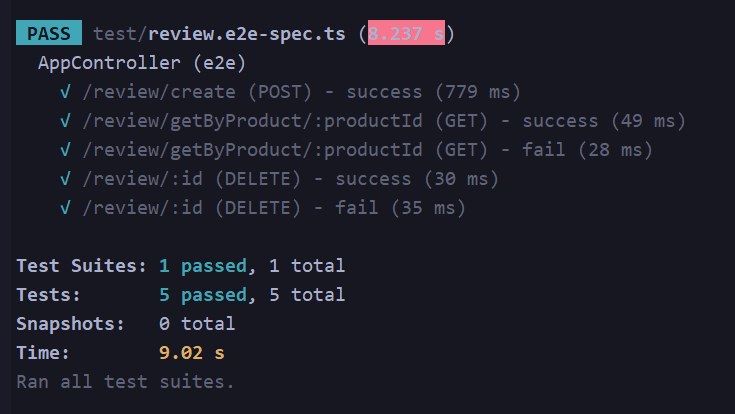 PASS test/review.e2e-spec.ts (8.237 s)
AppController (e2e)
√ /review/create (POST) - success (779 ms)
√ /review/getByProduct/:productId (GET) - success (49 ms)
√ /review/getByProduct/:productId (GET) - fail (28 ms)
√ /review/:id (DELETE) - success (30 ms)
√ /review/:id (DELETE) - fail (35 ms)
Test Suites: 1 passed, 1 total
Tests: 5 passed, 5 total
Snapshots: 0 total
Time: 9.02 s
Ran all test suites.